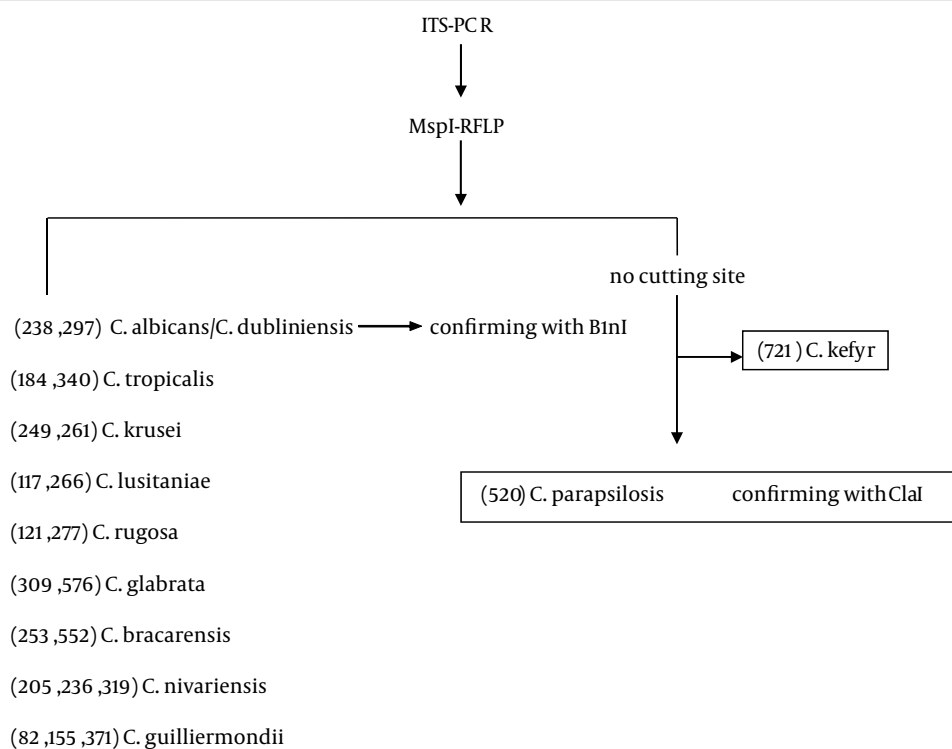 ITS-PCR
MspI-RFLP
no cutting site
(238 ,297) C. albicans/C. dubliniensis
confirming with B1nI
(721 ) C. kefyr
(184 ,340) C. tropicalis
(249 ,261) C. krusei
(117 ,266) C. lusitaniae
(520) C. parapsilosis confirming with ClaI
(121 ,277) C. rugosa
(309 ,576) C. glabrata
(253 ,552) C. bracarensis
(205 ,236 ,319) C. nivariensis
(82 ,155 ,371) C. guilliermondii